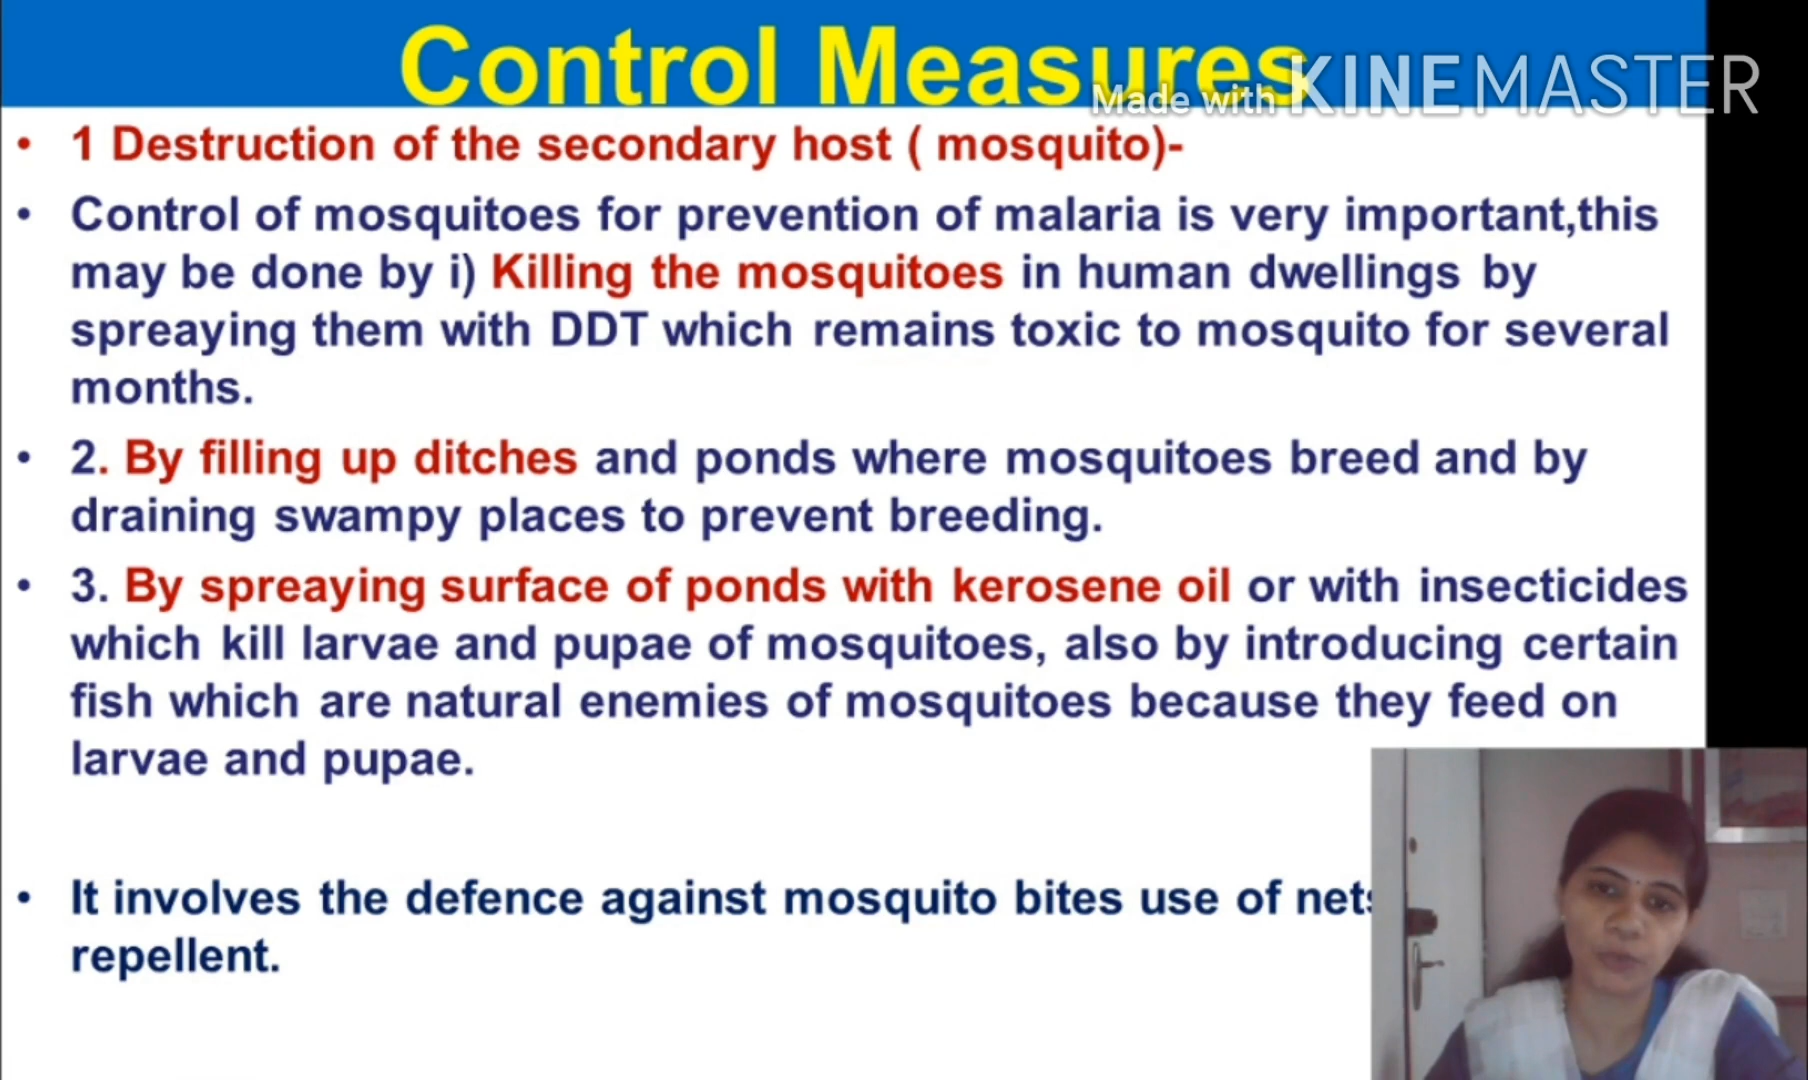 Control Measures
Made with KINEMASTER
• 1 Destruction of the secondary host ( mosquito)-
• Control of mosquitoes for prevention of malaria is very important,this
may be done by i) Killing the mosquitoes in human dwellings by
spreaying them with DDT which remains toxic to mosquito for several
months.
• 2. By filling up ditches and ponds where mosquitoes breed and by
draining swampy places to prevent breeding.
• 3. By spreaying surface of ponds with kerosene oil or with insecticides
which kill larvae and pupae of mosquitoes, also by introducing certain
fish which are natural enemies of mosquitoes because they feed on
larvae and pupae.
• It involves the defence against mosquito bites use of nets
repellent.